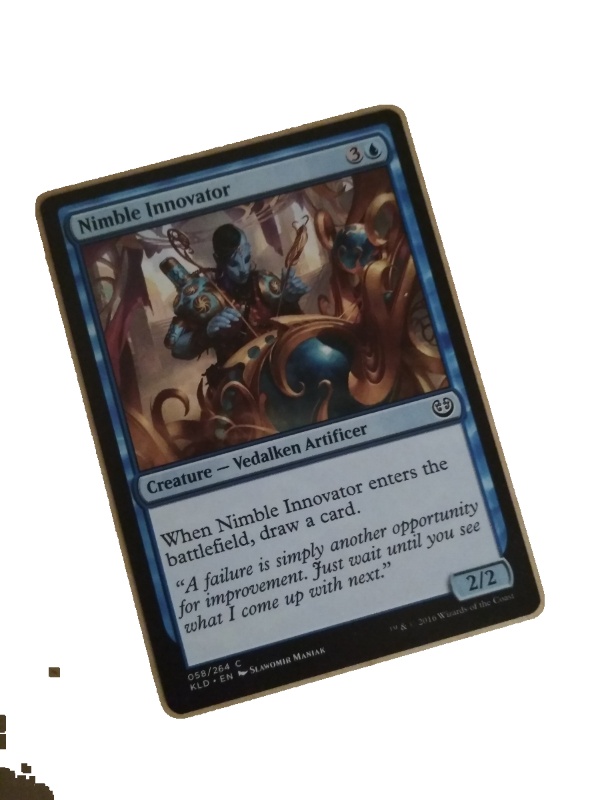 Nimble Innovator 3
Creature — Vedalken Artificer
When Nimble Innovator enters the
battlefield, draw a card.
“A failure is simply another opportunity
for improvement. Just wait until you see
what I come up with next.”
2/2
058/264 C
KLD • EN Slawomir Maniak
™ & © 2016 Wizards of the Coast